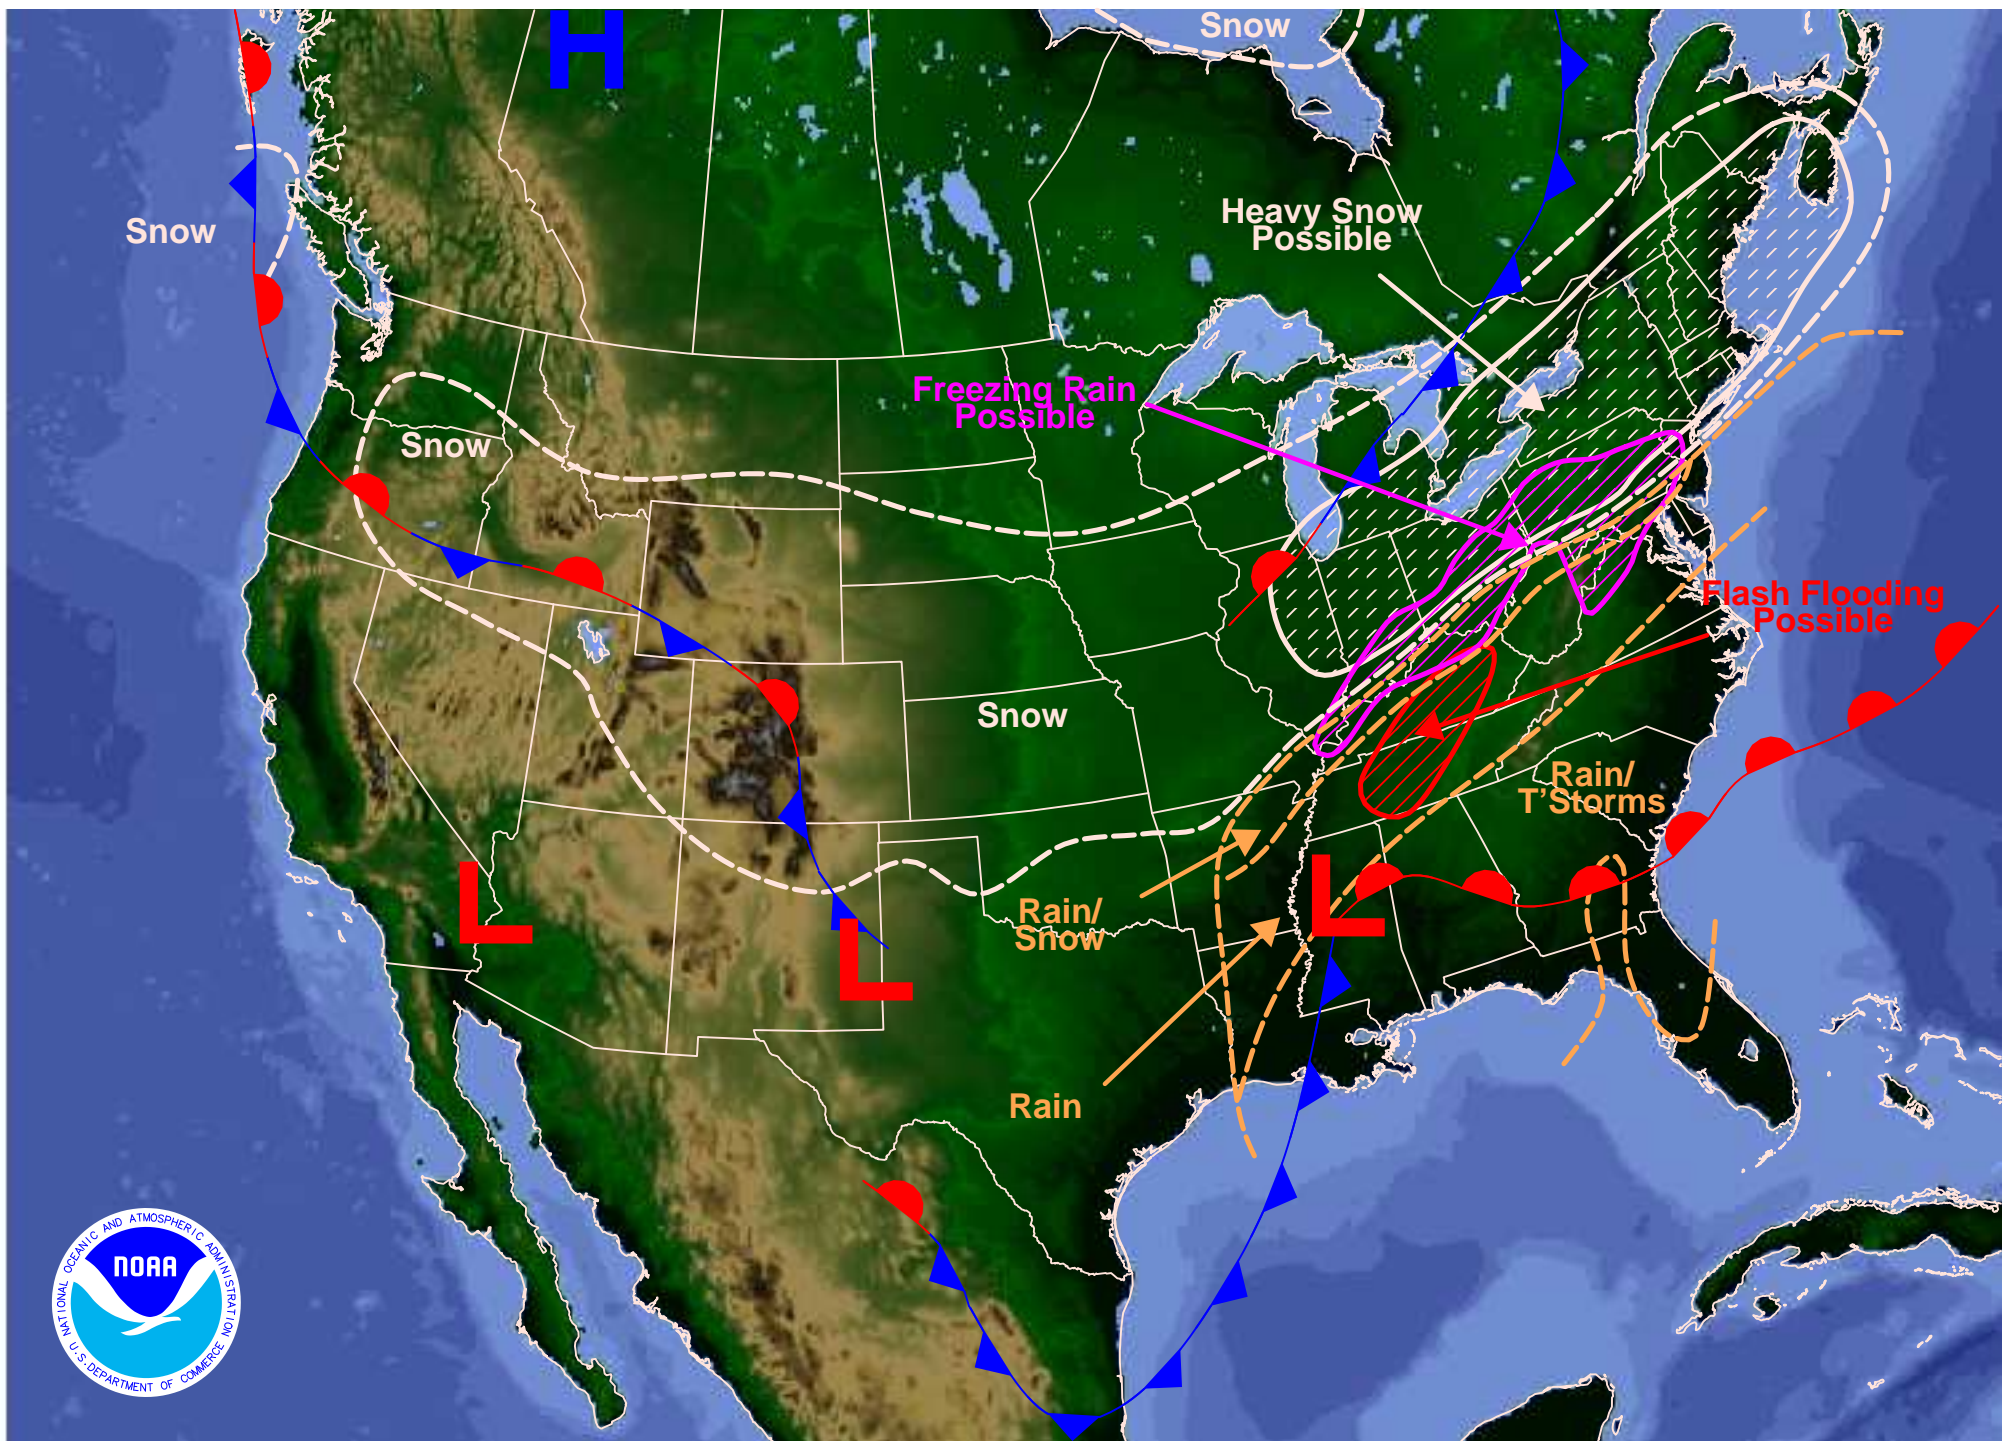 H
Snow
Snow
Heavy Snow
Possible
Freezing Rain
Possible
Snow
Flash Flooding
Possible
Snow
Rain/
T'Storms
L
L
L
Rain/
Snow
Rain
NATIONAL OCEANIC AND ATMOSPHERIC ADMINISTRATION
NOAA
U.S. DEPARTMENT OF COMMERCE